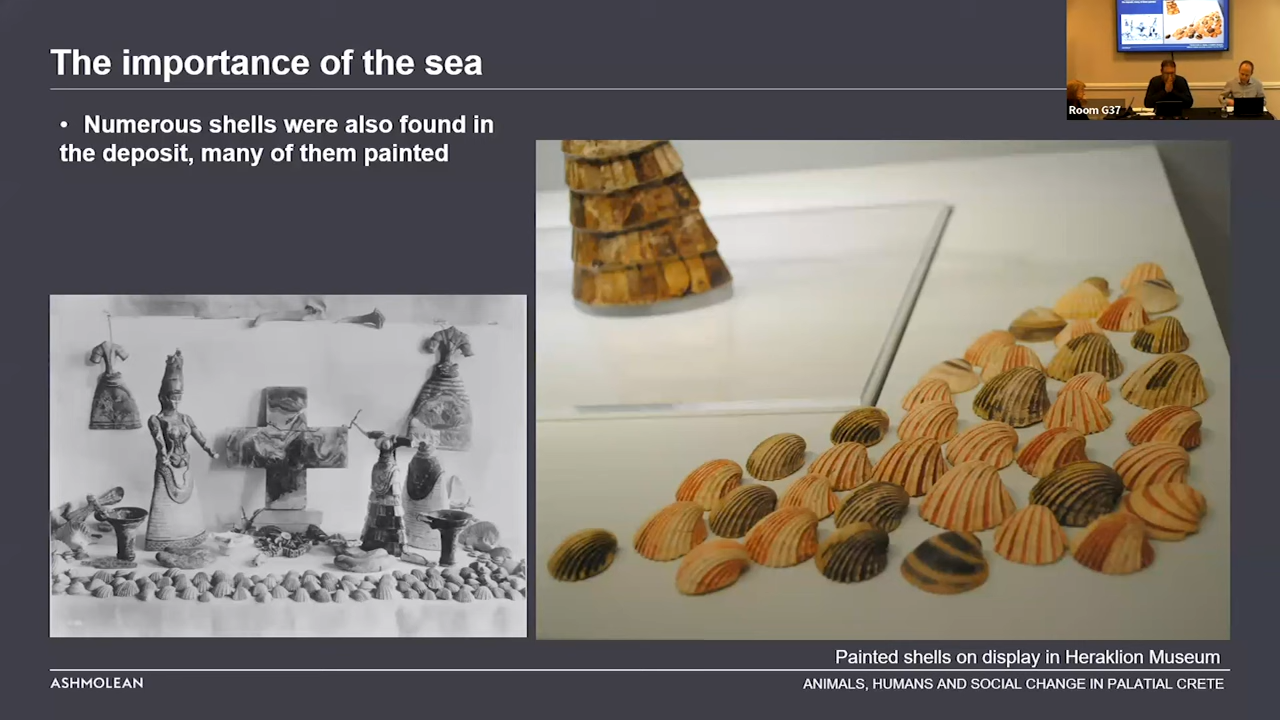 The importance of the sea
• Numerous shells were also found in
the deposit, many of them painted
Room G37
Painted shells on display in Heraklion Museum
ASHMOLEAN
ANIMALS, HUMANS AND SOCIAL CHANGE IN PALATIAL CRETE